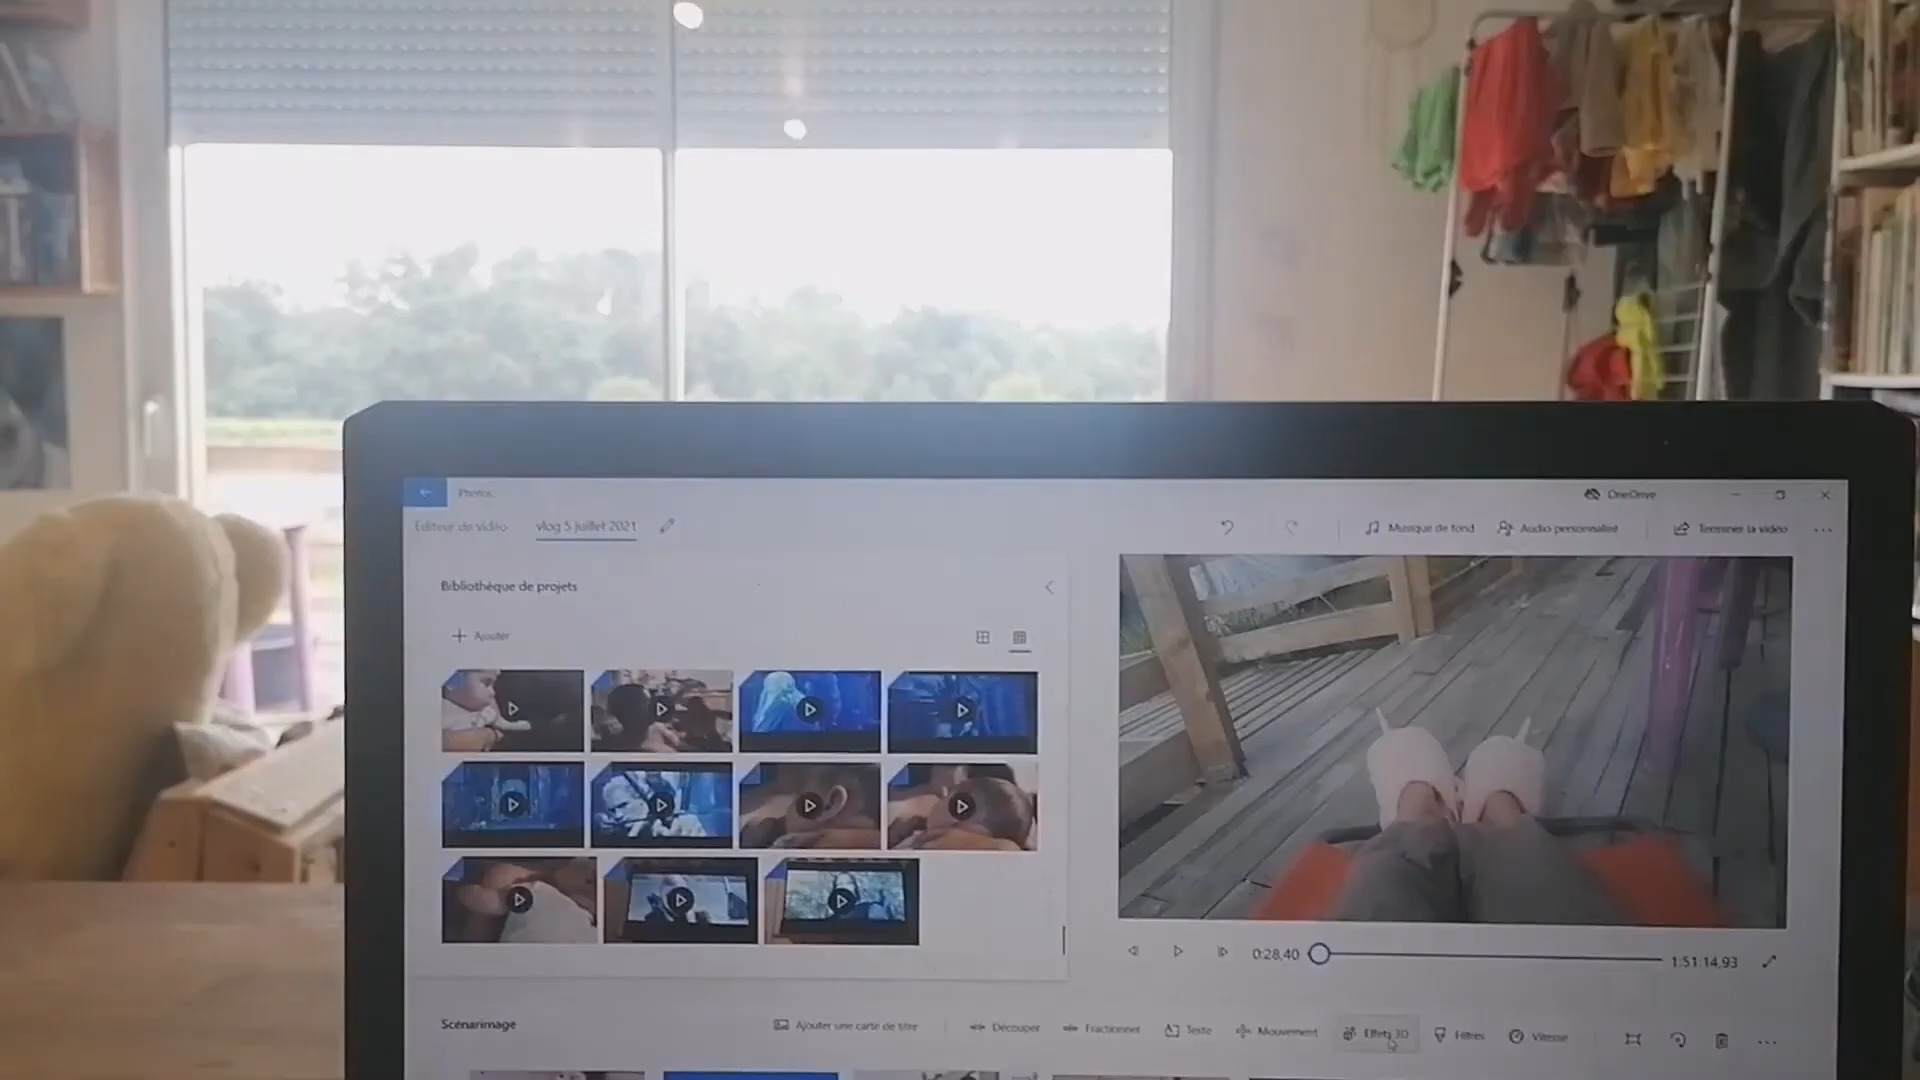 Photos
OneDrive
Éditeur de vidéo
vlog 5 juillet 2021
Musique de fond
Audio personnalisé
Terminer la vidéo
Bibliothèque de projets
Ajouter
0:28,40
1:51:14,93
Scénarimage
Ajouter une carte de titre
Découper
Fractionner
Texte
Mouvement
Effets 3D
Filtres
Vitesse